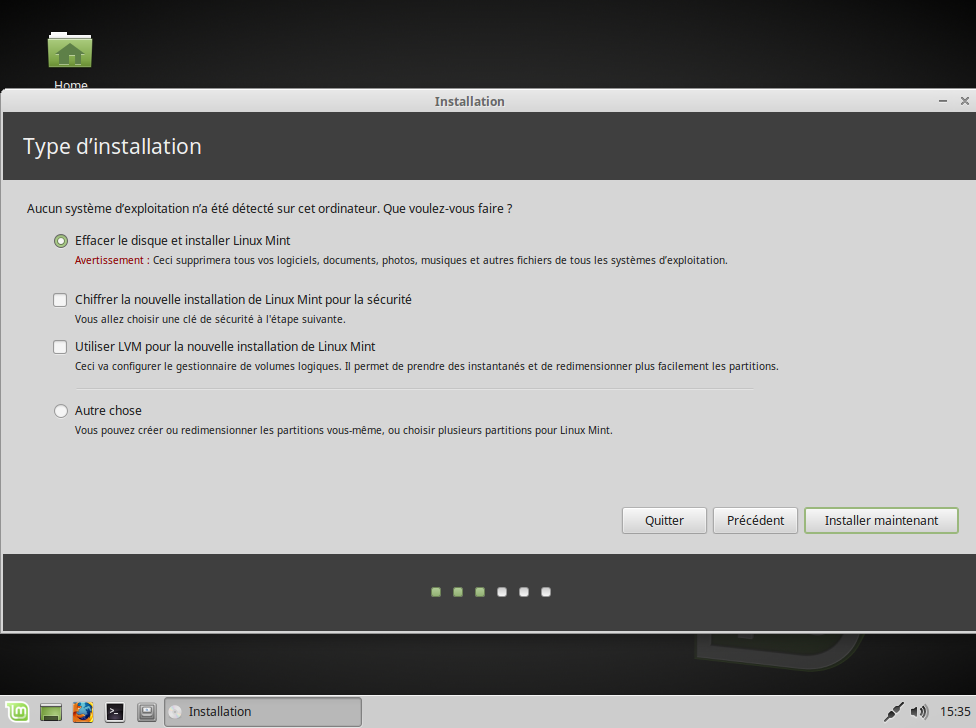 Home
Installation
Type d’installation
Aucun système d’exploitation n’a été détecté sur cet ordinateur. Que voulez-vous faire ?
Effacer le disque et installer Linux Mint
Avertissement : Ceci supprimera tous vos logiciels, documents, photos, musiques et autres fichiers de tous les systèmes d’exploitation.
Chiffrer la nouvelle installation de Linux Mint pour la sécurité
Vous allez choisir une clé de sécurité à l'étape suivante.
Utiliser LVM pour la nouvelle installation de Linux Mint
Ceci va configurer le gestionnaire de volumes logiques. Il permet de prendre des instantanés et de redimensionner plus facilement les partitions.
Autre chose
Vous pouvez créer ou redimensionner les partitions vous-même, ou choisir plusieurs partitions pour Linux Mint.
Quitter
Précédent
Installer maintenant
Installation
15:35